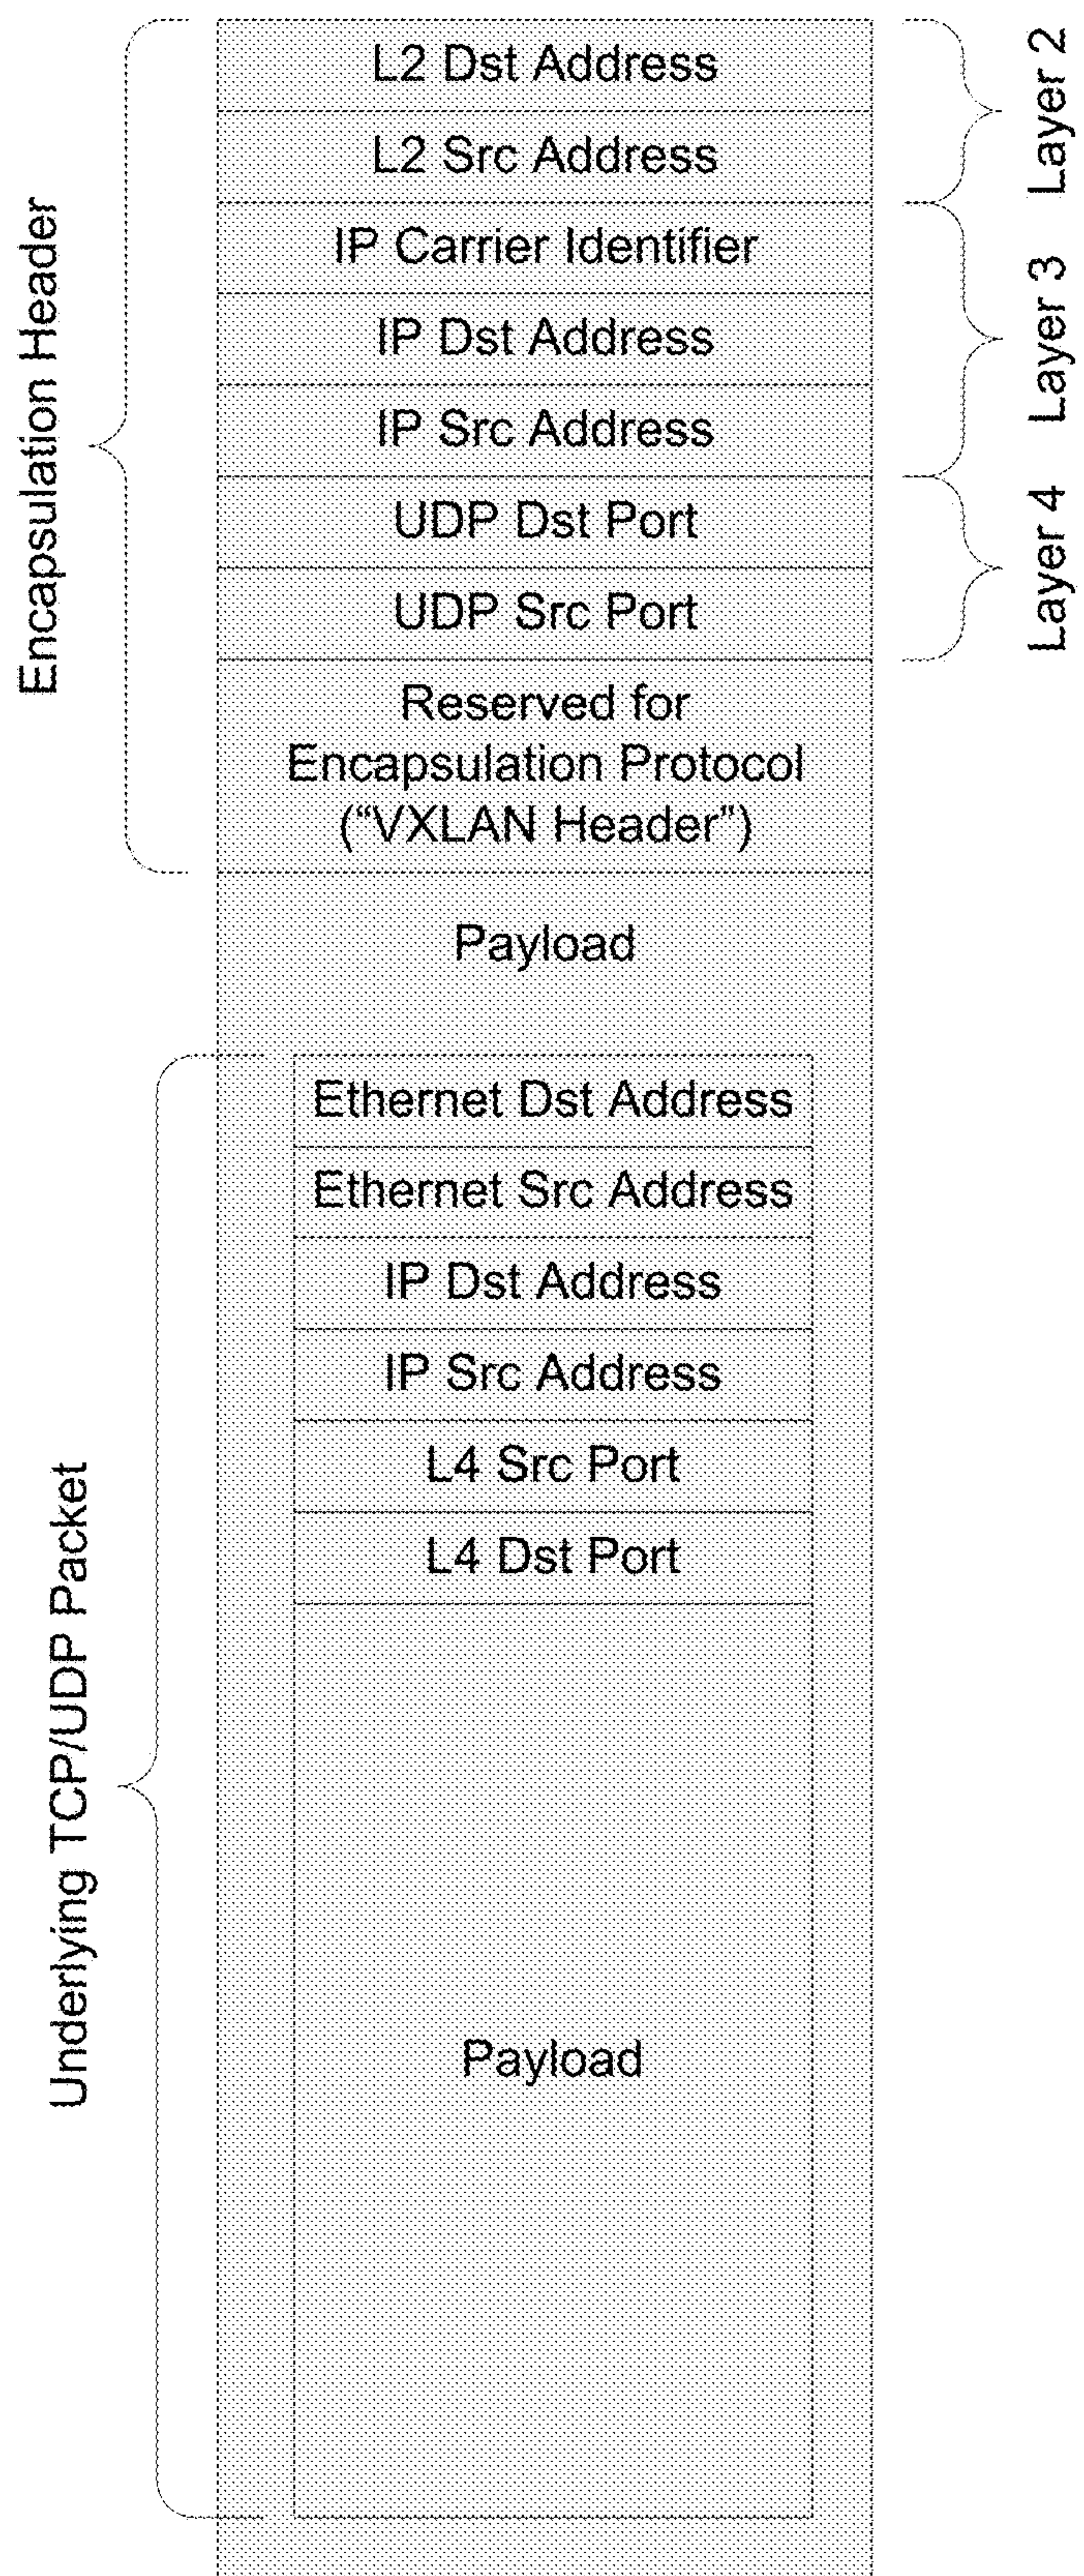 Encapsulation Header
L2 Dst Address
L2 Src Address
IP Carrier Identifier
IP Dst Address
IP Src Address
UDP Dst Port
UDP Src Port
Reserved for
Encapsulation Protocol
(“VXLAN Header”)
Layer 2
Layer 3
Layer 4
Payload
Underlying TCP/UDP Packet
Ethernet Dst Address
Ethernet Src Address
IP Dst Address
IP Src Address
L4 Src Port
L4 Dst Port
Payload